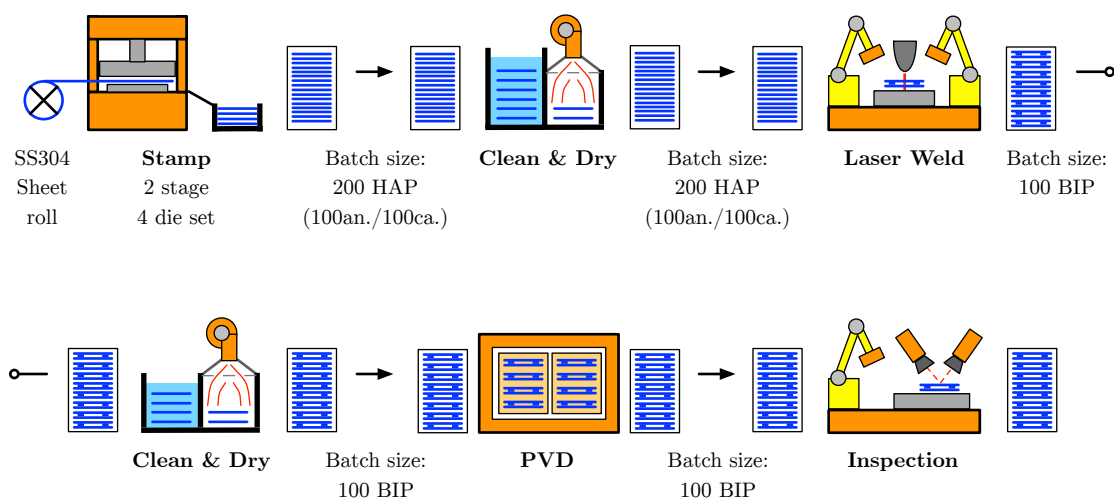 SS304
Sheet
roll
Stamp
2 stage
4 die set
Batch size:
200 HAP
(100an./100ca.)
Clean & Dry
Batch size:
200 HAP
(100an./100ca.)
Laser Weld
Batch size:
100 BIP
Clean & Dry
Batch size:
100 BIP
PVD
Batch size:
100 BIP
Inspection